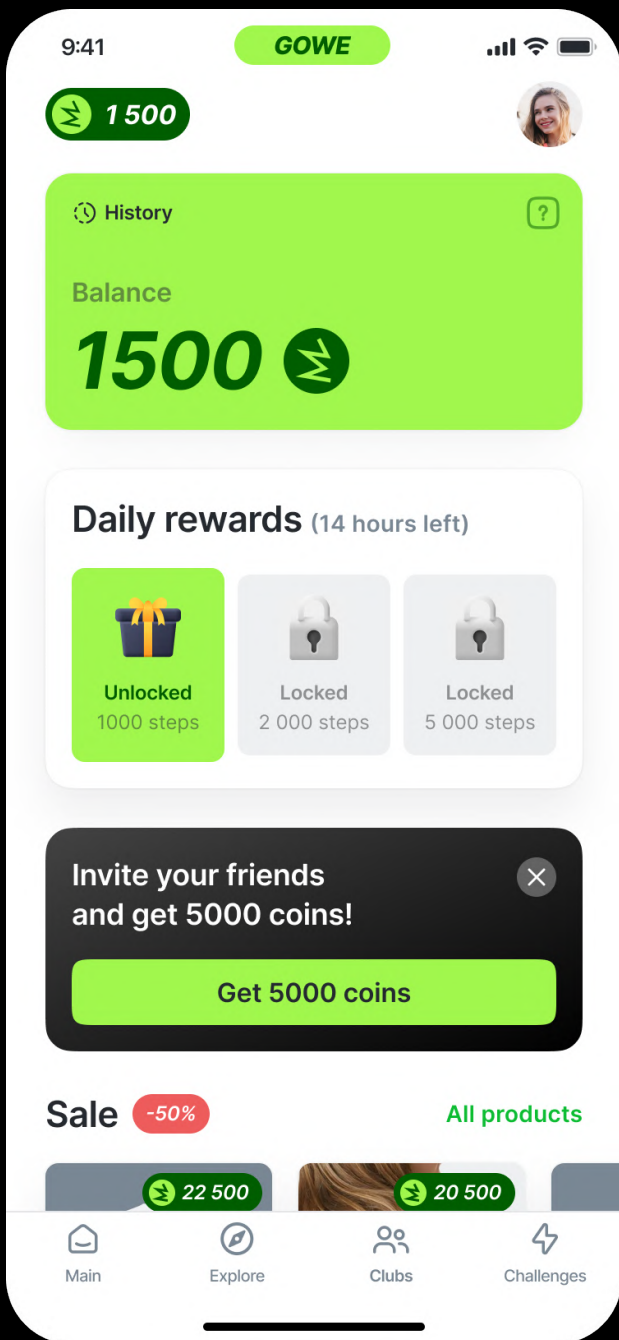 9:41
GOWE
1 500
History
?
Balance
1500
Daily rewards (14 hours left)
Unlocked
1000 steps
Locked
2 000 steps
Locked
5 000 steps
Invite your friends
and get 5000 coins!
Get 5000 coins
Sale -50% All products
22 500
20 500
Main
Explore
Clubs
Challenges